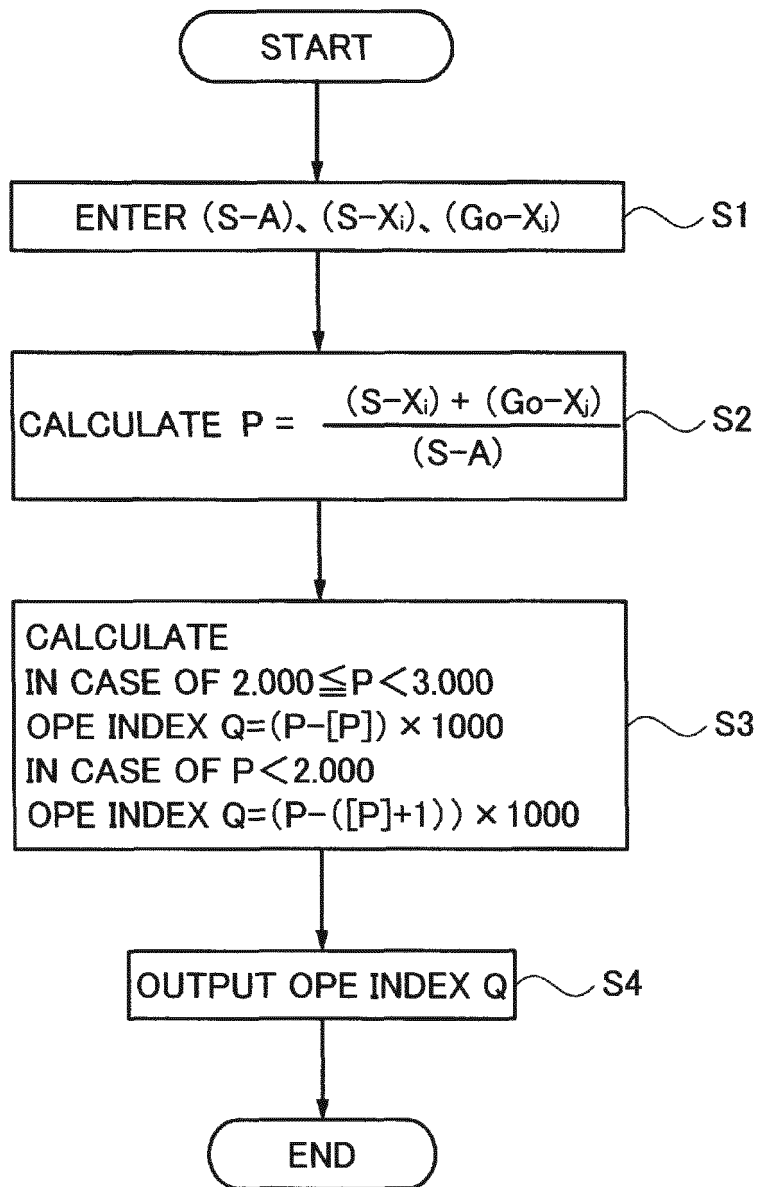 START
ENTER (S-A)、(S-Xi)、(Go-Xj)
S1
CALCULATE P = (S-Xi) + (Go-Xj)
(S-A)
S2
CALCULATE
IN CASE OF 2.000≦P<3.000
OPE INDEX Q=(P-[P])×1000
IN CASE OF P<2.000
OPE INDEX Q=(P-([P]+1))×1000
S3
OUTPUT OPE INDEX Q
S4
END